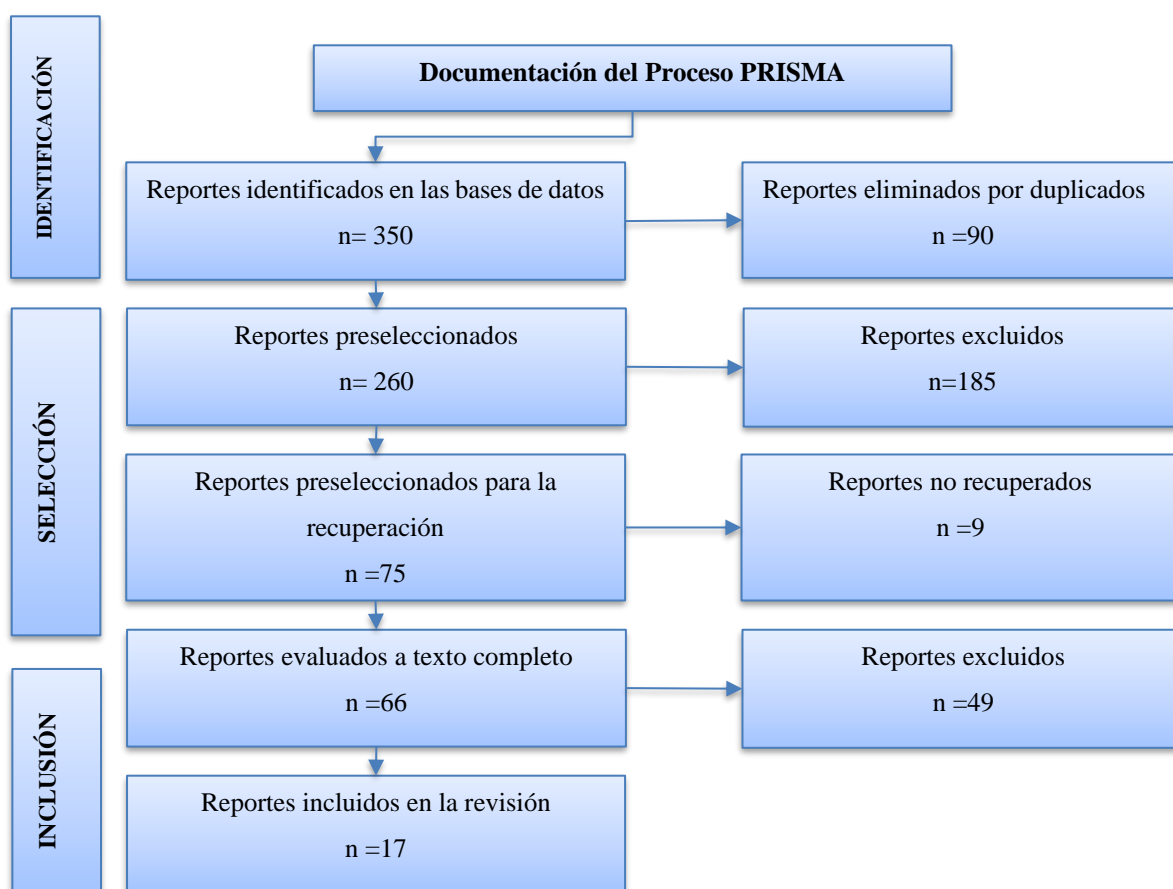 Documentación del Proceso PRISMA
IDENTIFICACIÓN
Reportes identificados en las bases de datos
n= 350
Reportes eliminados por duplicados
n =90
SELECCIÓN
Reportes preseleccionados
n= 260
Reportes excluidos
n=185
Reportes preseleccionados para la
recuperación
n =75
Reportes no recuperados
n =9
Reportes evaluados a texto completo
n =66
Reportes excluidos
n =49
INCLUSIÓN
Reportes incluidos en la revisión
n =17